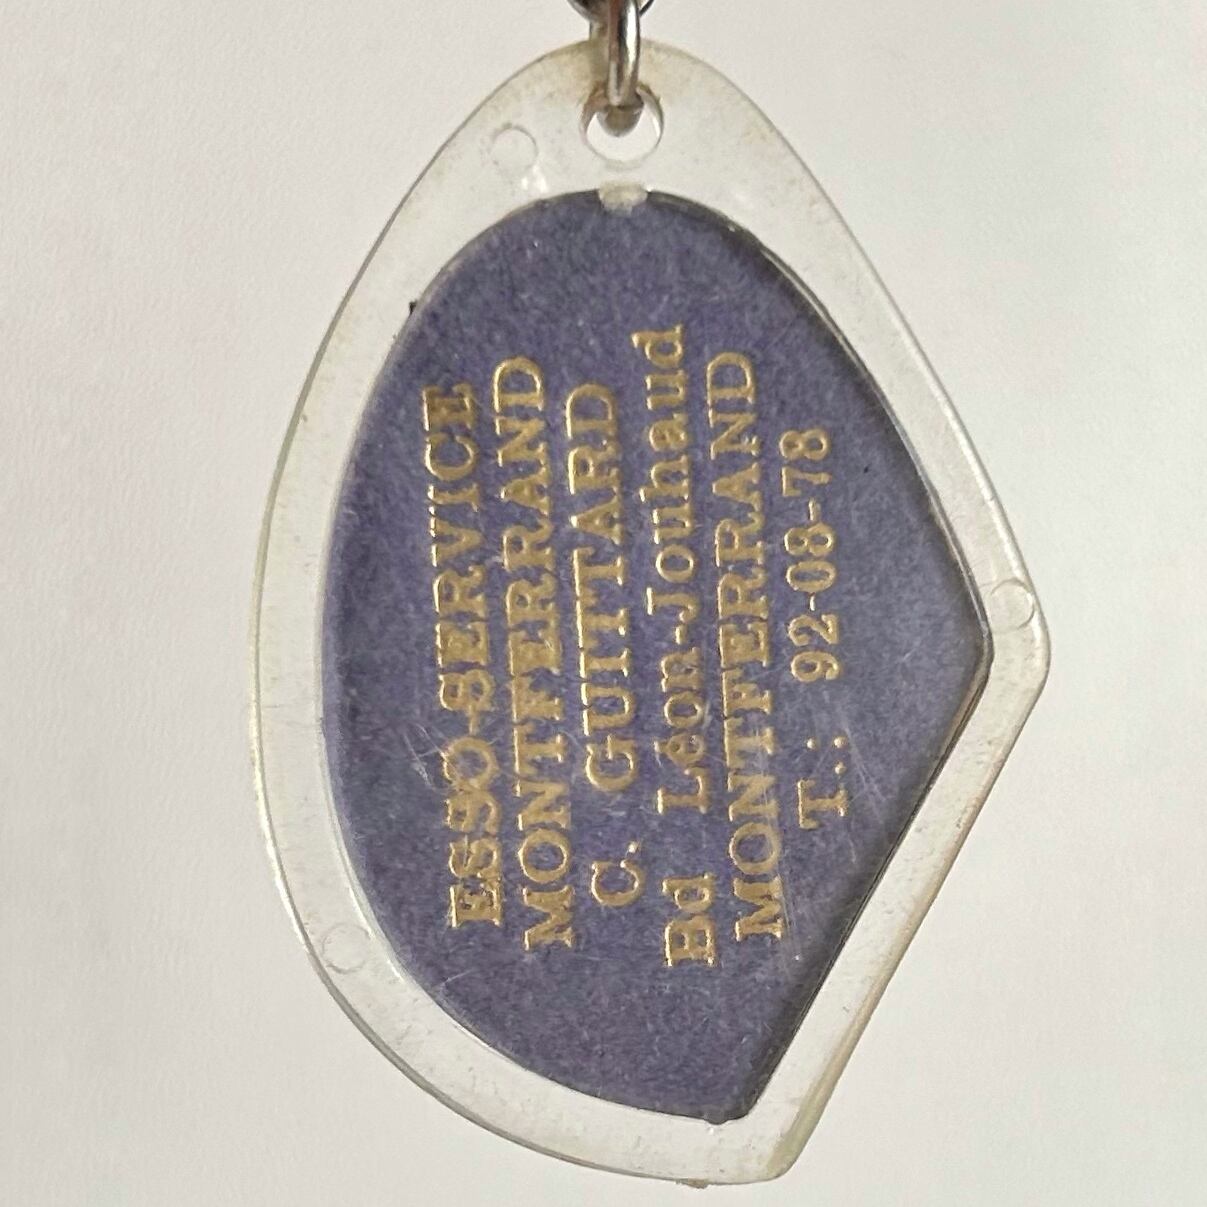 ESSO-SERVICE
MONTFERRAND
C. GUITTARD
Bd Léon-Jouhaud
MONTFERRAND
T.: 92-08-78